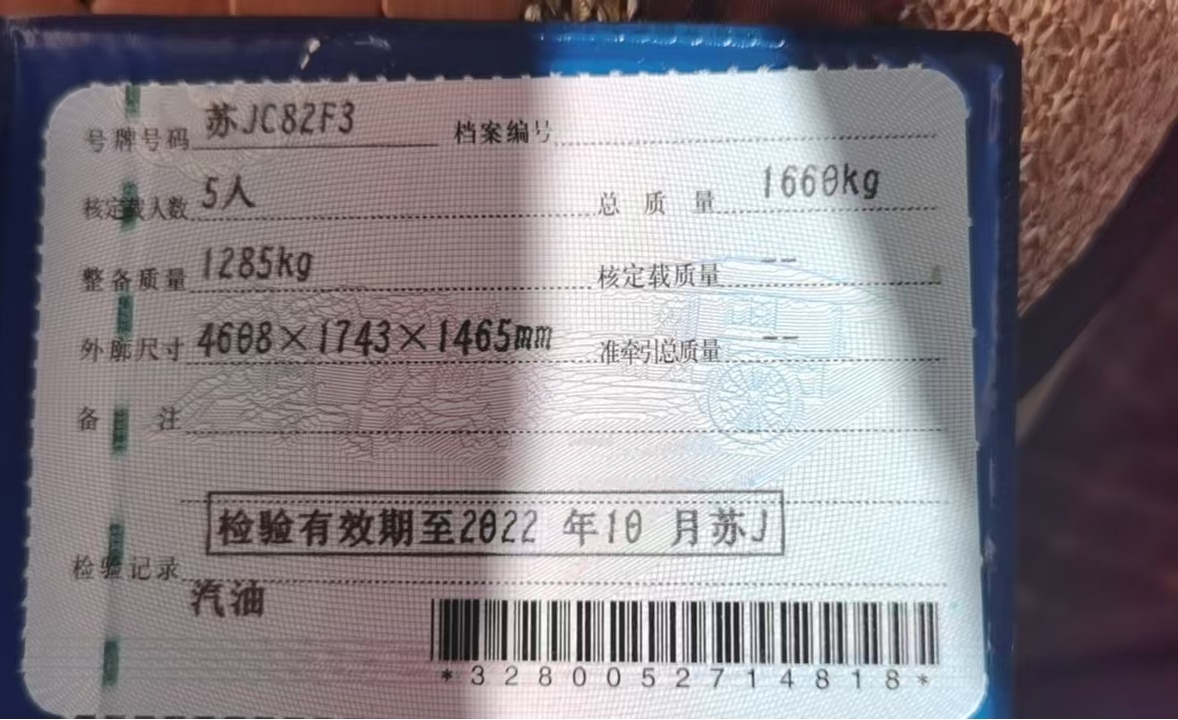 号牌号码 苏JC82F3 档案编号
核定载人数 5人 总质量 1660kg
整备质量 1285kg 核定载质量 --
外廓尺寸 4608×1743×1465mm 准牵引总质量 --
备注
检验有效期至2022 年10 月苏J
检验记录
汽油
*3280052714818*